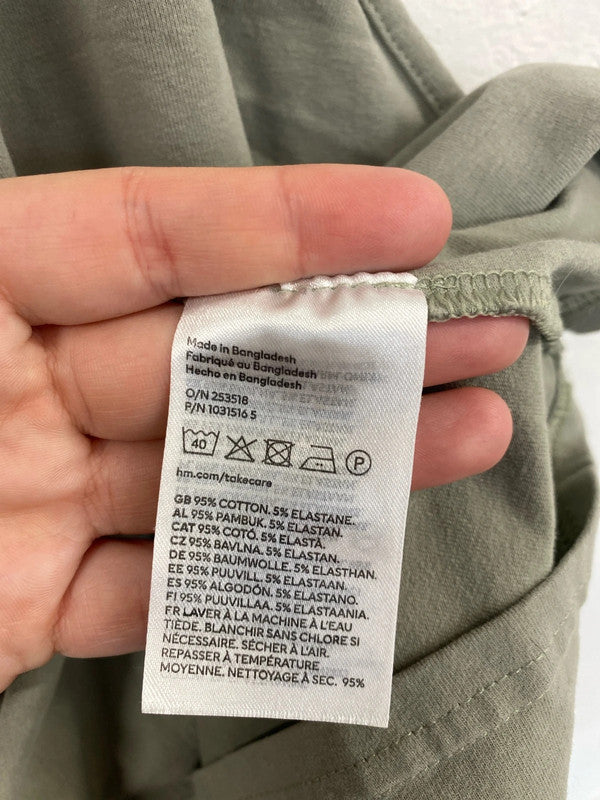 Made in Bangladesh
Fabriqué au Bangladesh
Hecho en Bangladesh
O/N 253518
P/N 1031516 5
40 P
hm.com/takecare
GB 95% COTTON. 5% ELASTANE.
AL 95% PAMBUK. 5% ELASTAN.
CAT 95% COTÓ. 5% ELASTÀ.
CZ 95% BAVLNA. 5% ELASTAN.
DE 95% BAUMWOLLE. 5% ELASTHAN.
EE 95% PUUVILL. 5% ELASTAAN.
ES 95% ALGODÓN. 5% ELASTANO.
FI 95% PUUVILLAA. 5% ELASTAANIA.
FR LAVER À LA MACHINE À L'EAU
TIÈDE. BLANCHIR SANS CHLORE SI
NÉCESSAIRE. SÉCHER À L'AIR.
REPASSER À TEMPÉRATURE
MOYENNE. NETTOYAGE À SEC. 95%